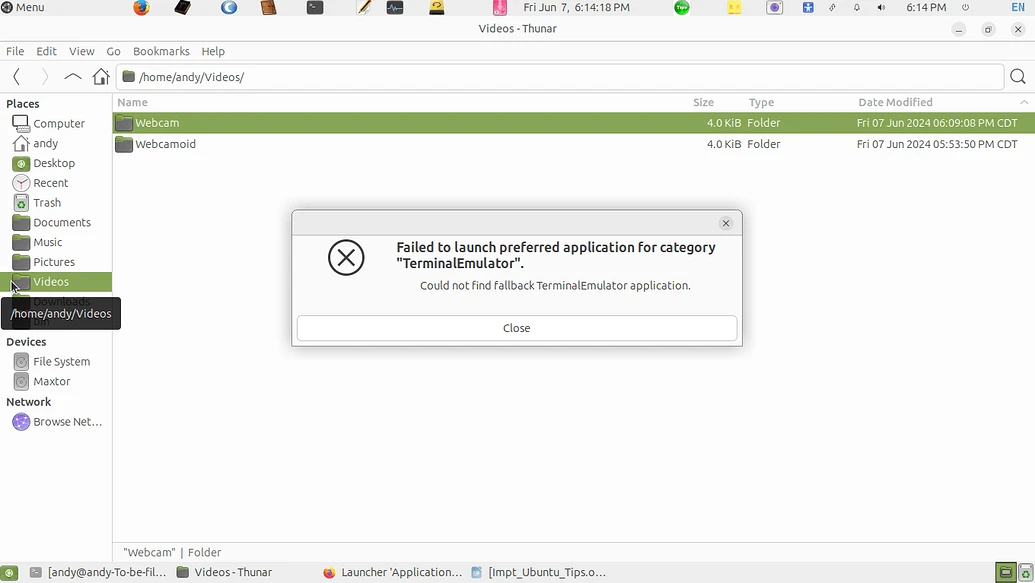 Menu
Fri Jun 7, 6:14:18 PM
Tips
6:14 PM
EN
Videos - Thunar
File Edit View Go Bookmarks Help
/home/andy/Videos/
Places
Name Size Type Date Modified
Computer
Webcam 4.0 KiB Folder Fri 07 Jun 2024 06:09:08 PM CDT
andy
Webcamoid 4.0 KiB Folder Fri 07 Jun 2024 05:53:50 PM CDT
Desktop
Recent
Trash
Documents
Music
Pictures
Videos
Downloads
/home/andy/Videos
Devices
File System
Maxtor
Network
Browse Net...
Failed to launch preferred application for category
"TerminalEmulator".
Could not find fallback TerminalEmulator application.
Close
"Webcam" | Folder
[andy@andy-To-be-fil... Videos - Thunar Launcher 'Application... [Impt_Ubuntu_Tips.o...